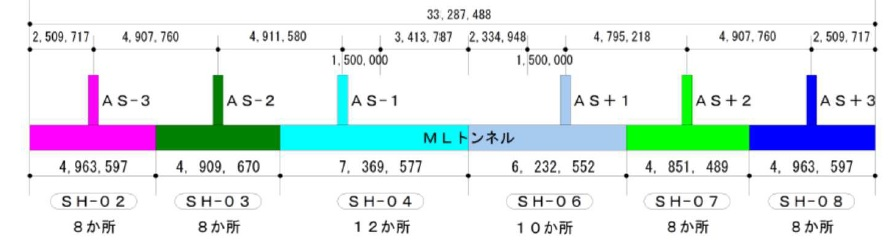 33,287,488
2,509,717 4,907,760 4,911,580 3,413,787 2,334,948 4,795,218 4,907,760 2,509,717
1,500,000 1,500,000
AS-3 AS-2 AS-1 AS+1 AS+2 AS+3
MLトンネル
4,963,597 4,909,670 7,369,577 6,232,552 4,851,489 4,963,597
SH-02 SH-03 SH-04 SH-06 SH-07 SH-08
8か所 8か所 12か所 10か所 8か所 8か所